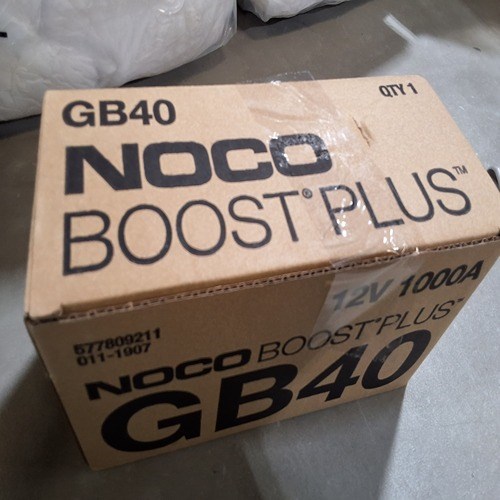 GB40
QTY 1
NOCO
BOOST® PLUS™
12V 1000A
577809211
011-1907
NOCO BOOST® PLUS™
GB40